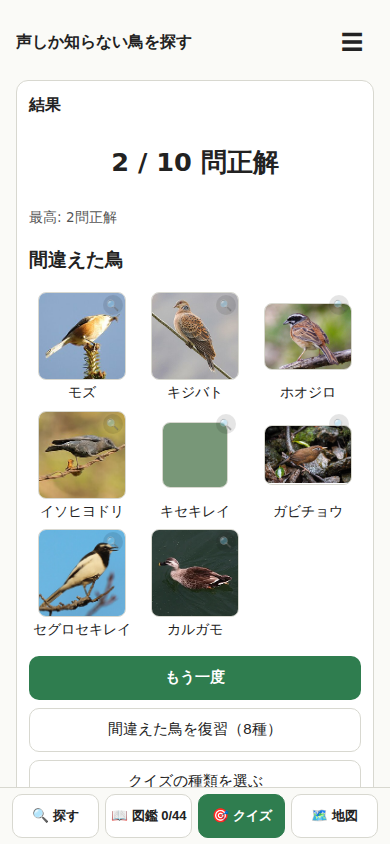 声しか知らない鳥を探す
結果
2 / 10 問正解
最高: 2問正解
間違えた鳥
モズ
キジバト
ホオジロ
イソヒヨドリ
キセキレイ
ガビチョウ
セグロセキレイ
カルガモ
もう一度
間違えた鳥を復習（8種）
クイズの種類を選ぶ
探す
図鑑 0/44
クイズ
地図